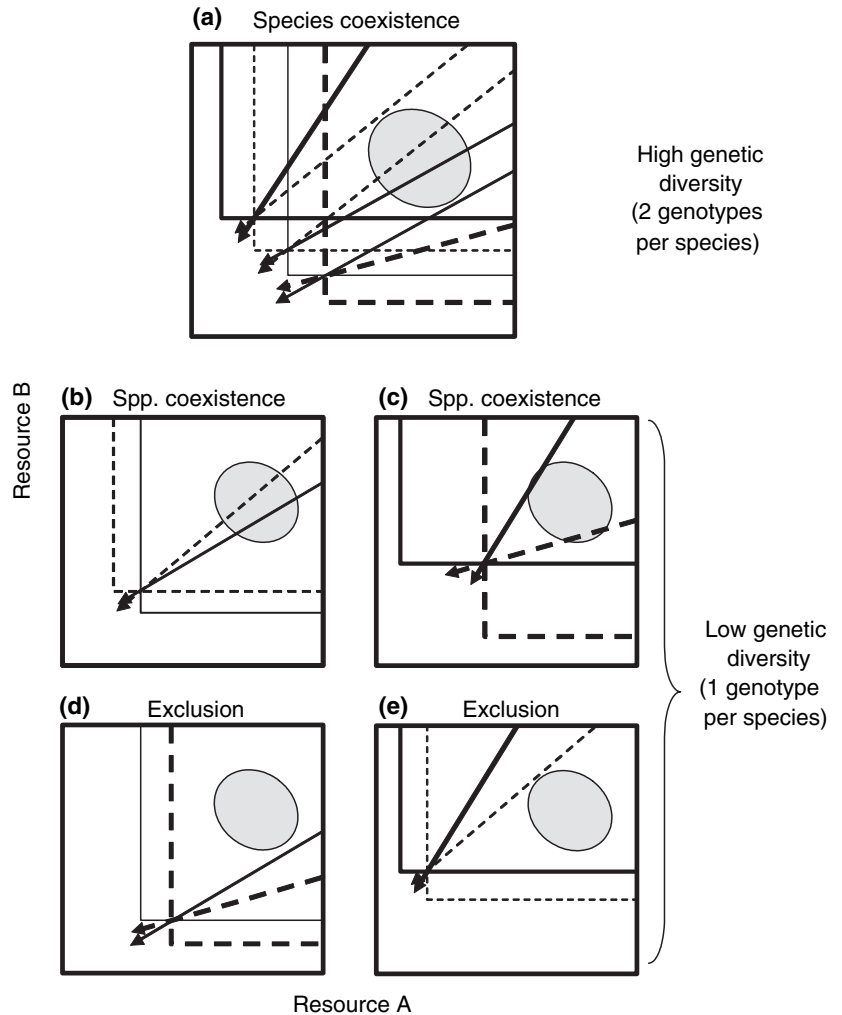 (a) Species coexistence
High genetic
diversity
(2 genotypes
per species)
Resource B
(b) Spp. coexistence
(c) Spp. coexistence
(d) Exclusion
(e) Exclusion
Low genetic
diversity
(1 genotype
per species)
Resource A